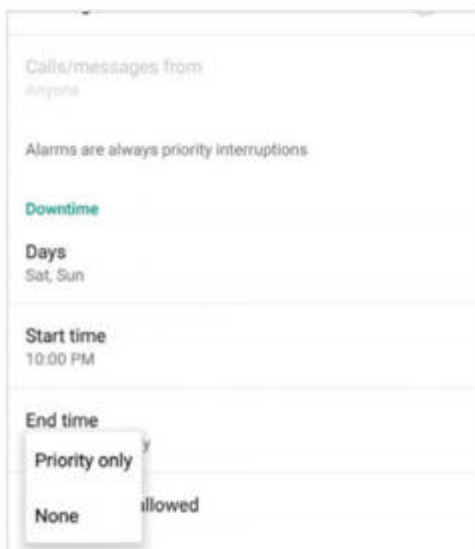 Calls/messages from
Anyone
Alarms are always priority interruptions
Downtime
Days
Sat, Sun
Start time
10:00 PM
End time
y
Priority only
llowed
None